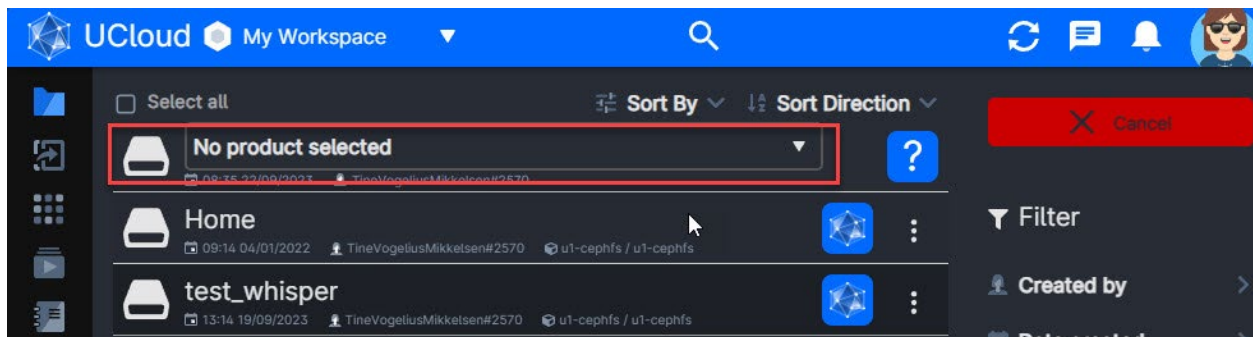 UCloud My Workspace
Select all Sort By Sort Direction
Cancel
No product selected ?
08:35 22/09/2023 TineVogeliusMikkelsen#2570
Home
09:14 04/01/2022 TineVogeliusMikkelsen#2570 u1-cephfs / u1-cephfs
Filter
test_whisper
13:14 19/09/2023 TineVogeliusMikkelsen#2570 u1-cephfs / u1-cephfs
Created by
Date created